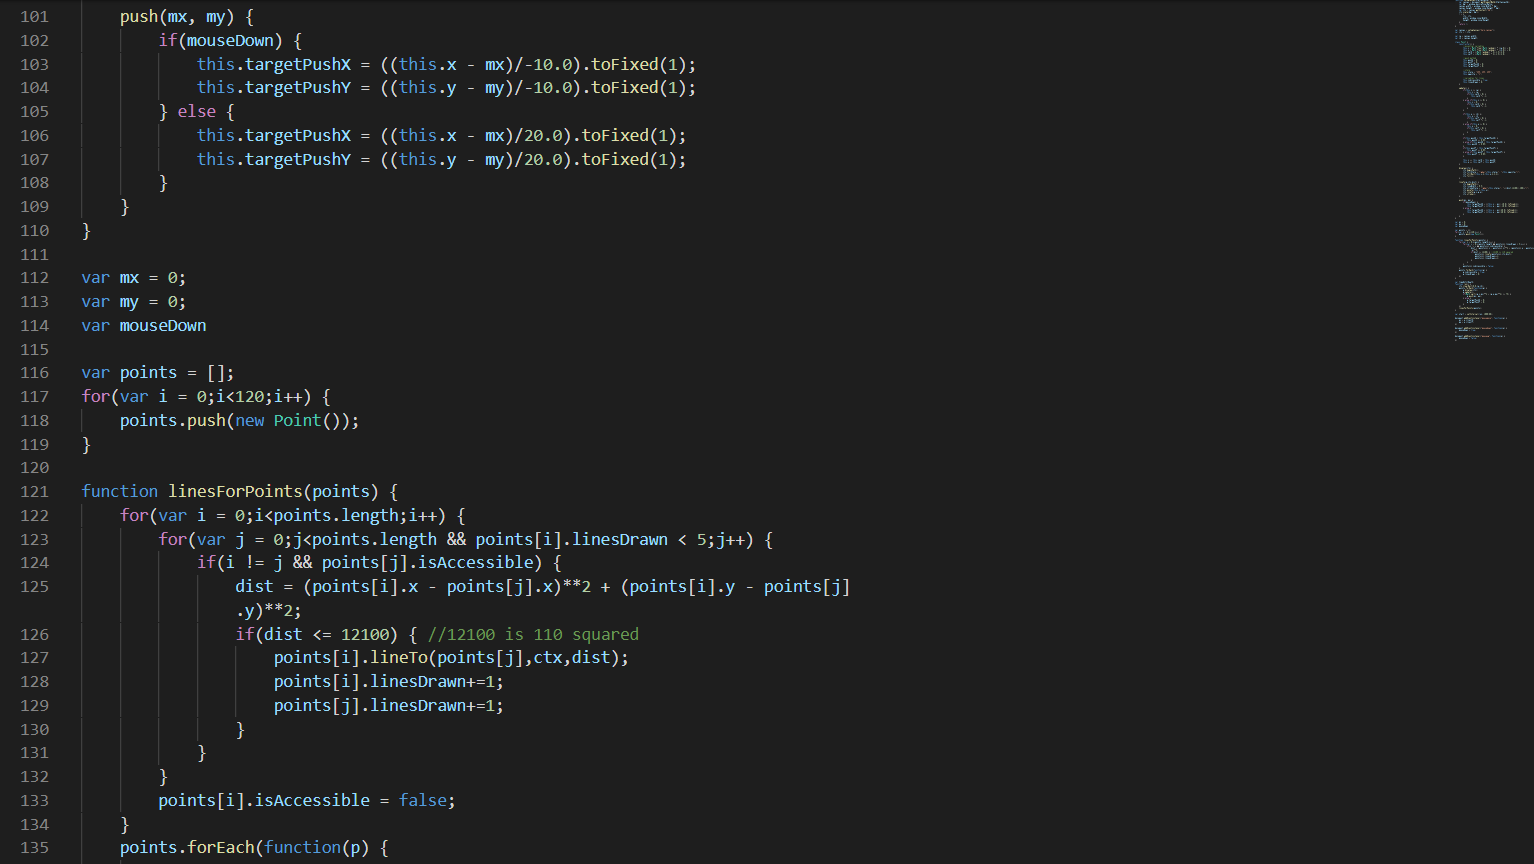 101 push(mx, my) {
102 if(mouseDown) {
103 this.targetPushX = ((this.x - mx)/-10.0).toFixed(1);
104 this.targetPushY = ((this.y - my)/-10.0).toFixed(1);
105 } else {
106 this.targetPushX = ((this.x - mx)/20.0).toFixed(1);
107 this.targetPushY = ((this.y - my)/20.0).toFixed(1);
108 }
109 }
110 }
111
112 var mx = 0;
113 var my = 0;
114 var mouseDown
115
116 var points = [];
117 for(var i = 0;i<120;i++) {
118 points.push(new Point());
119 }
120
121 function linesForPoints(points) {
122 for(var i = 0;i<points.length;i++) {
123 for(var j = 0;j<points.length && points[i].linesDrawn < 5;j++) {
124 if(i != j && points[j].isAccessible) {
125 dist = (points[i].x - points[j].x)**2 + (points[i].y - points[j]
.y)**2;
126 if(dist <= 12100) { //12100 is 110 squared
127 points[i].lineTo(points[j],ctx,dist);
128 points[i].linesDrawn+=1;
129 points[j].linesDrawn+=1;
130 }
131 }
132 }
133 points[i].isAccessible = false;
134 }
135 points.forEach(function(p) {